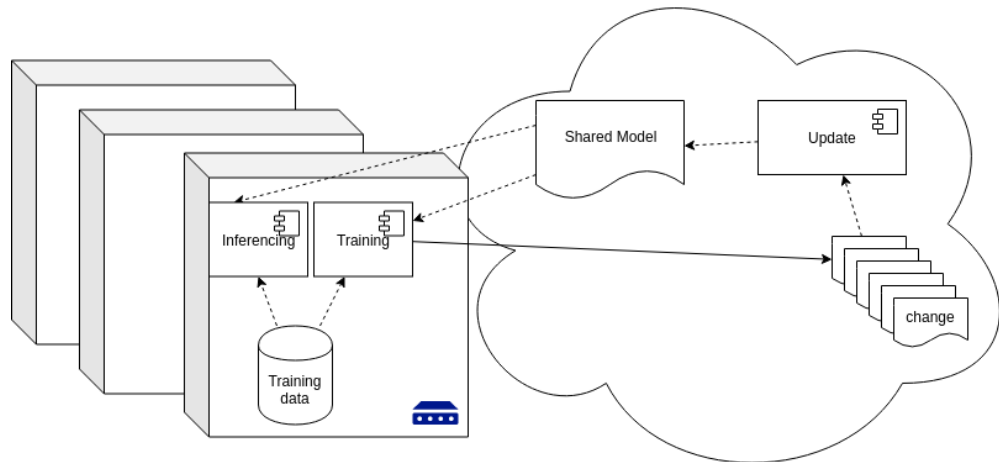 Shared Model
Update
Inferencing
Training
change
Training
data